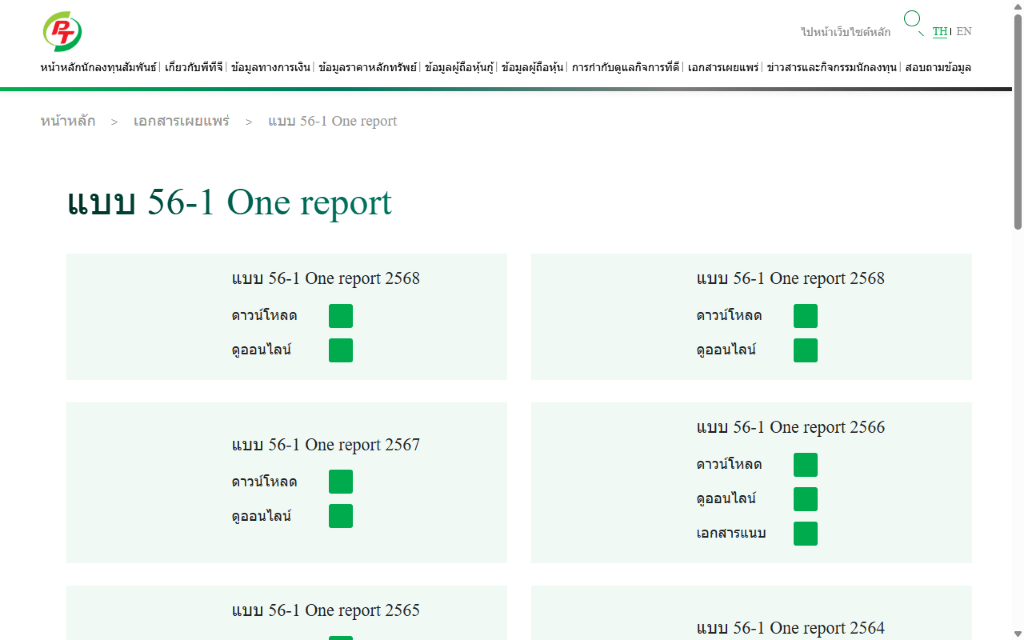 PT
ไปหน้าเว็บไซต์หลัก TH | EN
หน้าหลักนักลงทุนสัมพันธ์ | เกี่ยวกับพีทีจี | ข้อมูลทางการเงิน | ข้อมูลราคาหลักทรัพย์ | ข้อมูลผู้ถือหุ้นกู้ | ข้อมูลผู้ถือหุ้น | การกำกับดูแลกิจการที่ดี | เอกสารเผยแพร่ | ข่าวสารและกิจกรรมนักลงทุน | สอบถามข้อมูล
หน้าหลัก > เอกสารเผยแพร่ > แบบ 56-1 One report
แบบ 56-1 One report
แบบ 56-1 One report 2568
ดาวน์โหลด
ดูออนไลน์
แบบ 56-1 One report 2568
ดาวน์โหลด
ดูออนไลน์
แบบ 56-1 One report 2567
ดาวน์โหลด
ดูออนไลน์
แบบ 56-1 One report 2566
ดาวน์โหลด
ดูออนไลน์
เอกสารแนบ
แบบ 56-1 One report 2565
แบบ 56-1 One report 2564